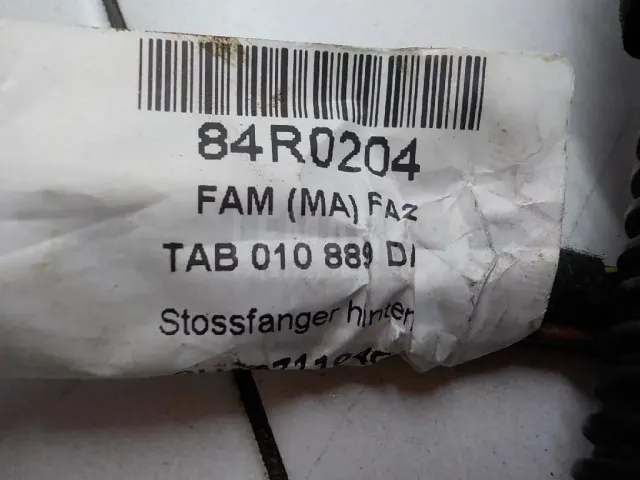 84R0204
FAM (MA) FAZ
TAB 010 889
Stossfanger hinten